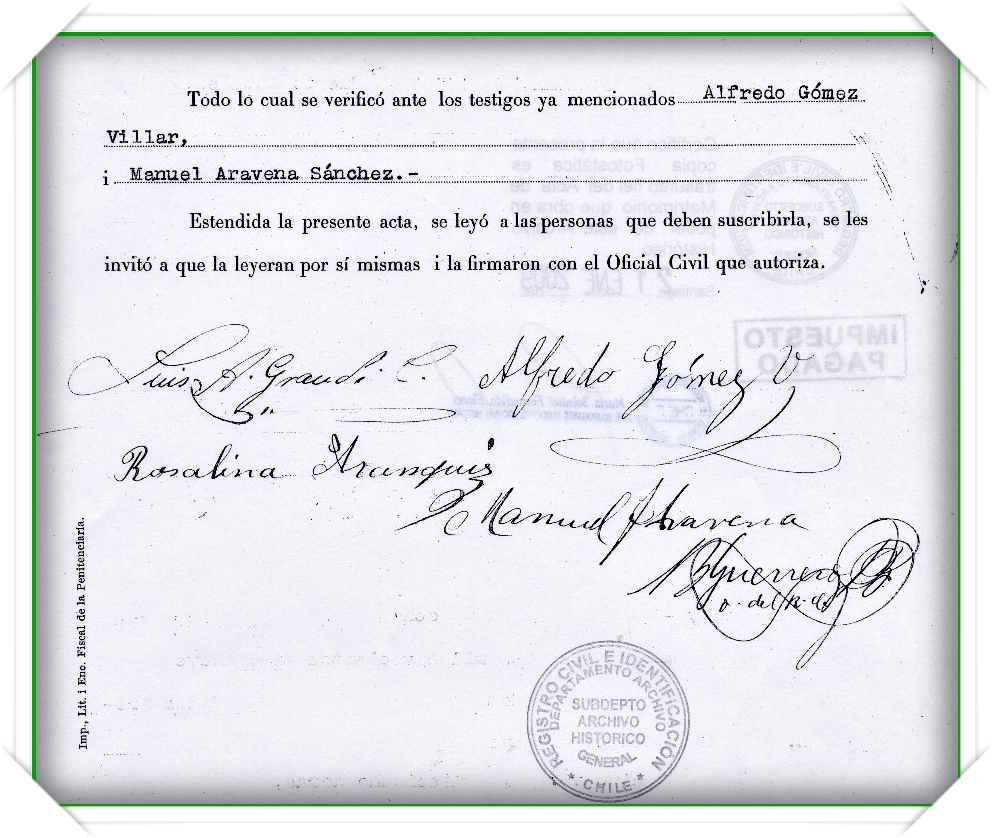 Todo lo cual se verificó ante los testigos ya mencionados Alfredo Gómez
Villar,
i Manuel Aravena Sánchez.-
Estendida la presente acta, se leyó a las personas que deben suscribirla, se les
invitó a que la leyeran por sí mismas i la firmaron con el Oficial Civil que autoriza.
Luis A. Grandi C. Alfredo Gómez V.
Rosalina Aranguiz
Manuel Aravena
Guerrero
o. del R. C.
Imp., Lit. i Enc. Fiscal de la Penitenciaría.
REGISTRO CIVIL E IDENTIFICACIÓN
DEPARTAMENTO ARCHIVO
SUBDEPTO
ARCHIVO
HISTORICO
GENERAL
* CHILE *
IMPUESTO
PAGADO